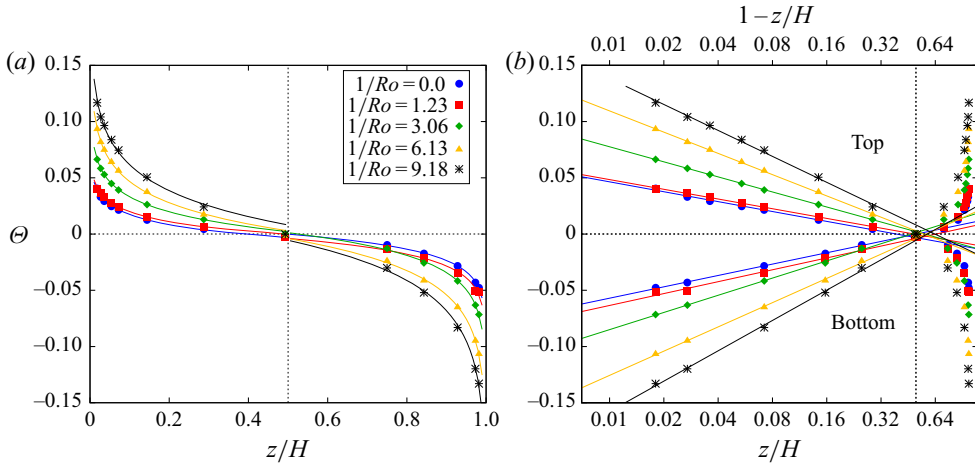 1 – z/H
0.01 0.02 0.04 0.08 0.16 0.32 0.64
(a)
(b)
0.15
0.10
0.05
0
−0.05
−0.10
−0.15
Θ
1/Ro = 0.0
1/Ro = 1.23
1/Ro = 3.06
1/Ro = 6.13
1/Ro = 9.18
0 0.2 0.4 0.6 0.8 1.0
z/H
0.15
0.10
0.05
0
−0.05
−0.10
−0.15
Top
Bottom
0.01 0.02 0.04 0.08 0.16 0.32 0.64
z/H